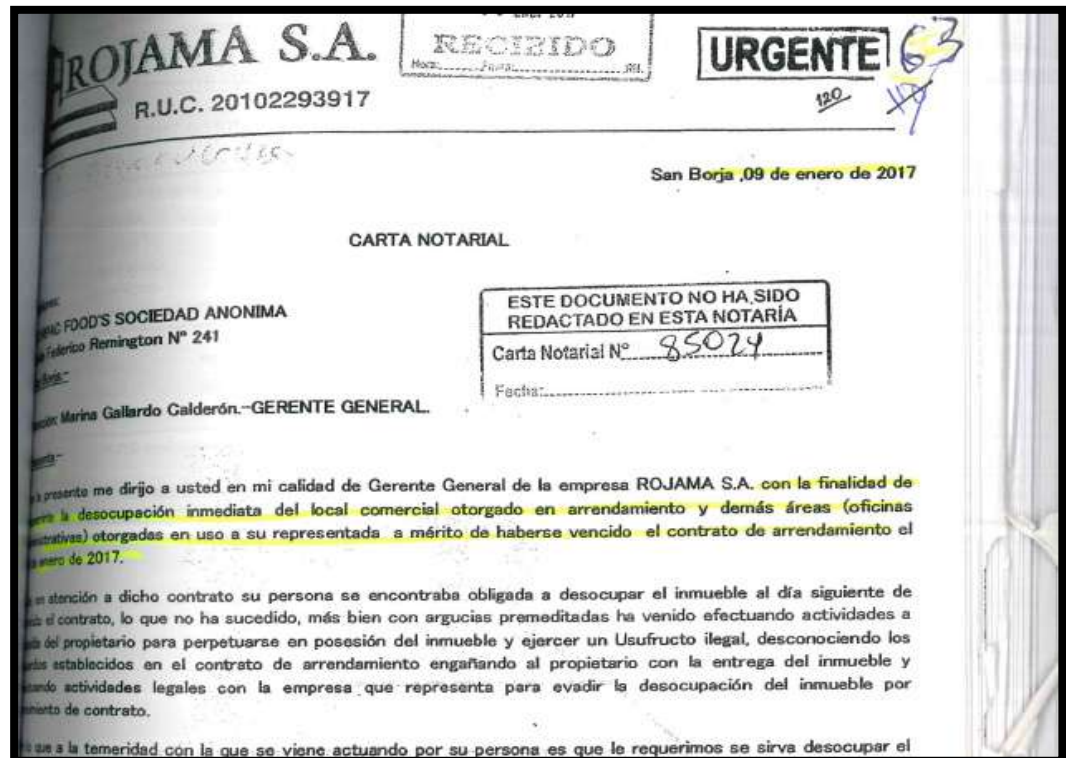 ROJAMA S.A.
R.U.C. 20102293917
RECIBIDO
Hora:
URGENTE
63
120
San Borja ,09 de enero de 2017
CARTA NOTARIAL
FOOD'S SOCIEDAD ANONIMA
Remington Nº 241
ESTE DOCUMENTO NO HA SIDO
REDACTADO EN ESTA NOTARÍA
Carta Notarial Nº 85024
Fecha:
Marina Gallardo Calderón.-GERENTE GENERAL.
presente me dirijo a usted en mi calidad de Gerente General de la empresa ROJAMA S.A. con la finalidad de
la desocupación inmediata del local comercial otorgado en arrendamiento y demás áreas (oficinas
otorgadas en uso a su representada a mérito de haberse vencido el contrato de arrendamiento el
enero de 2017.
en atención a dicho contrato su persona se encontraba obligada a desocupar el inmueble al día siguiente de
el contrato, lo que no ha sucedido, más bien con argucias premeditadas ha venido efectuando actividades a
del propietario para perpetuarse en posesión del inmueble y ejercer un Usufructo ilegal, desconociendo los
establecidos en el contrato de arrendamiento engañando al propietario con la entrega del inmueble y
actividades legales con la empresa que representa para evadir la desocupación del inmueble por
de contrato.
que a la temeridad con la que se viene actuando por su persona es que le requerimos se sirva desocupar el